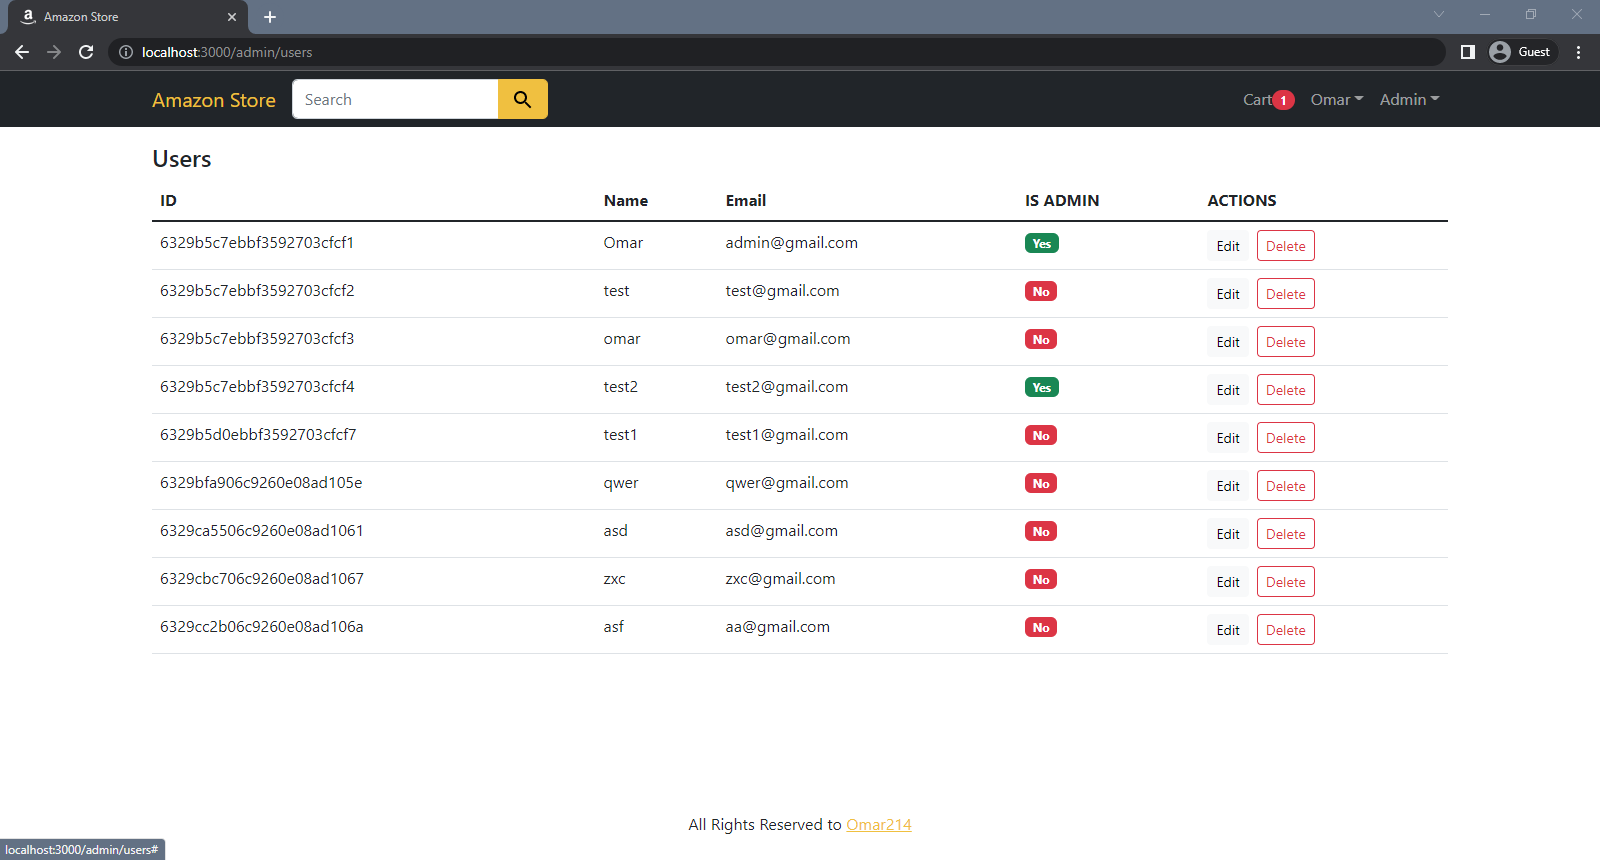 Amazon Store
localhost:3000/admin/users
Guest
Amazon Store Search Cart 1 Omar Admin
Users
ID Name Email IS ADMIN ACTIONS
6329b5c7ebbf3592703cfcf1 Omar admin@gmail.com Yes Edit Delete
6329b5c7ebbf3592703cfcf2 test test@gmail.com No Edit Delete
6329b5c7ebbf3592703cfcf3 omar omar@gmail.com No Edit Delete
6329b5c7ebbf3592703cfcf4 test2 test2@gmail.com Yes Edit Delete
6329b5d0ebbf3592703cfcf7 test1 test1@gmail.com No Edit Delete
6329bfa906c9260e08ad105e qwer qwer@gmail.com No Edit Delete
6329ca5506c9260e08ad1061 asd asd@gmail.com No Edit Delete
6329cbc706c9260e08ad1067 zxc zxc@gmail.com No Edit Delete
6329cc2b06c9260e08ad106a asf aa@gmail.com No Edit Delete
All Rights Reserved to Omar214
localhost:3000/admin/users#